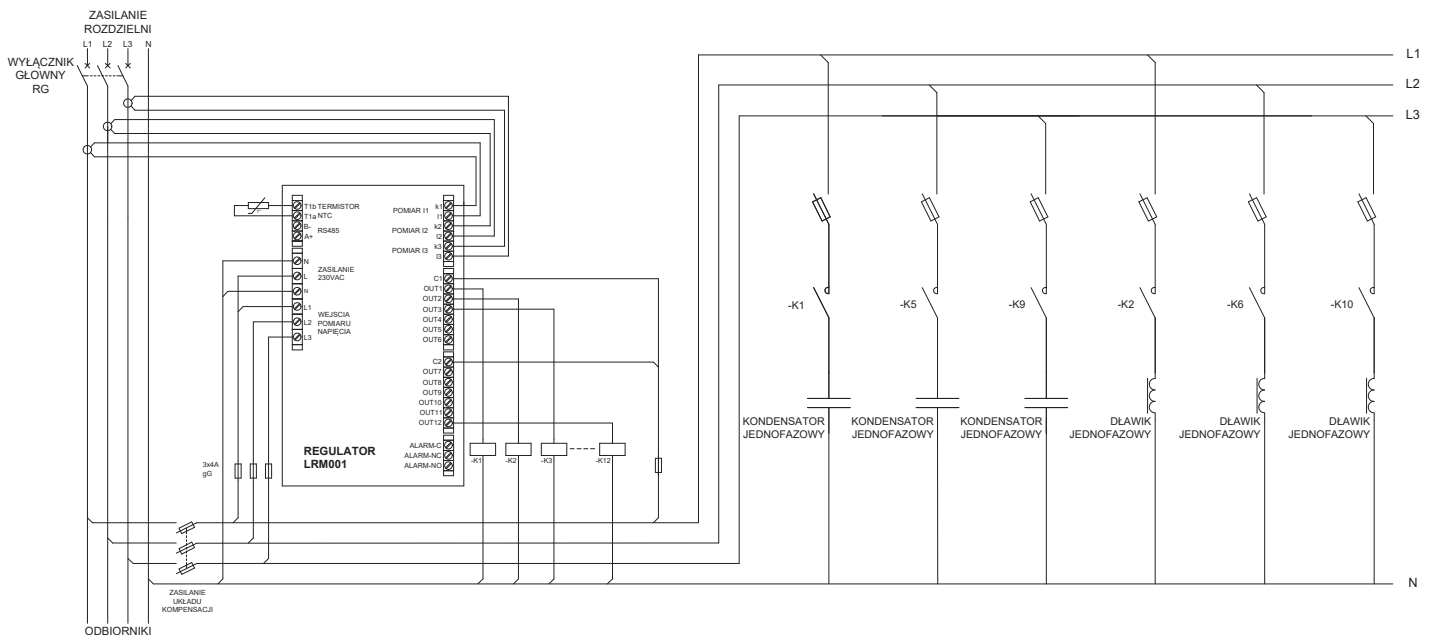 ZASILANIE
ROZDZIELNI
L1 L2 L3 N
WYŁĄCZNIK
GŁOWNY
RG
L1
L2
L3
T1b TERMISTOR
T1a NTC
B-
RS485
A+
N
L
ZASILANIE
230VAC
N
L1
L2
L3
WEJSCIA
POMIARU
NAPIĘCIA
POMIAR I1
k1
l1
POMIAR I2
k2
l2
POMIAR I3
k3
l3
C1
OUT1
OUT2
OUT3
OUT4
OUT5
OUT6
C2
OUT7
OUT8
OUT9
OUT10
OUT11
OUT12
ALARM-C
ALARM-NC
ALARM-NO
REGULATOR
LRM001
3x4A
gG
-K1
-K2
-K3
-K12
-K1
-K5
-K9
-K2
-K6
-K10
KONDENSATOR
JEDNOFAZOWY
KONDENSATOR
JEDNOFAZOWY
KONDENSATOR
JEDNOFAZOWY
DŁAWIK
JEDNOFAZOWY
DŁAWIK
JEDNOFAZOWY
DŁAWIK
JEDNOFAZOWY
N
ZASILANIE
UKŁADU
KOMPENSACJI
ODBIORNIKI